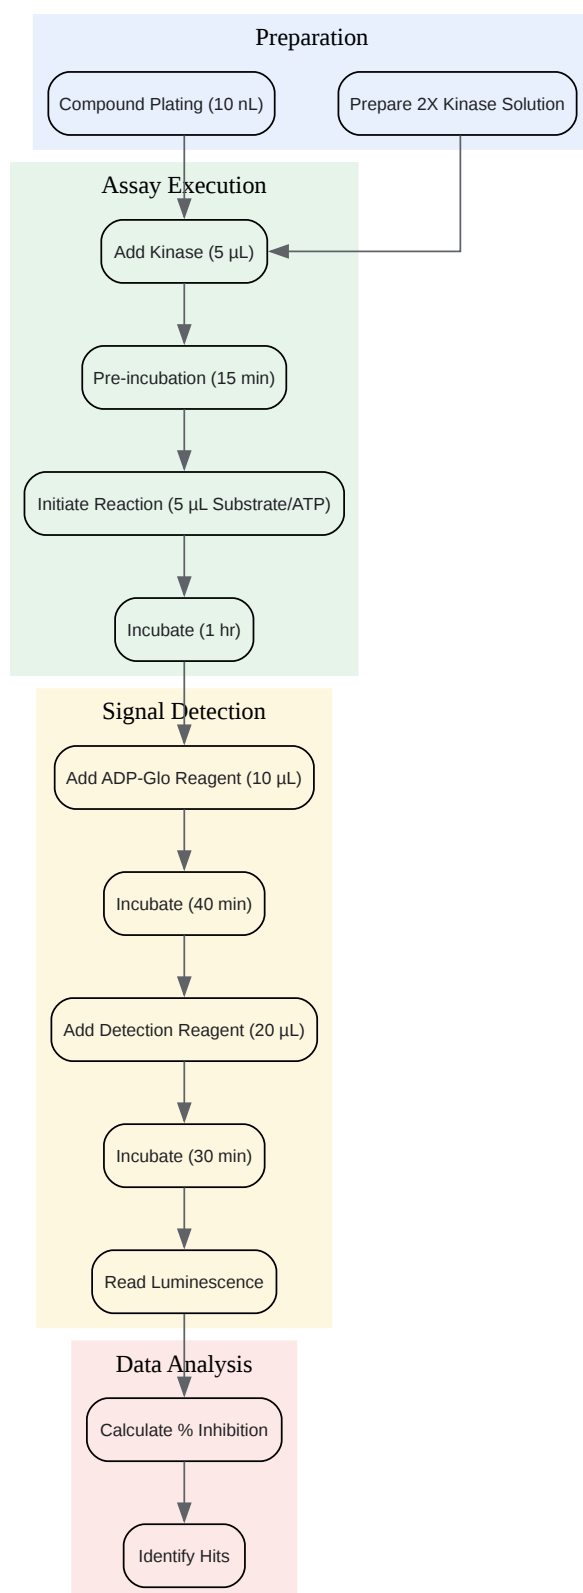 Preparation
Compound Plating (10 nL)
Prepare 2X Kinase Solution
Assay Execution
Add Kinase (5 µL)
Pre-incubation (15 min)
Initiate Reaction (5 µL Substrate/ATP)
Incubate (1 hr)
Signal Detection
Add ADP-Glo Reagent (10 µL)
Incubate (40 min)
Add Detection Reagent (20 µL)
Incubate (30 min)
Read Luminescence
Data Analysis
Calculate % Inhibition
Identify Hits